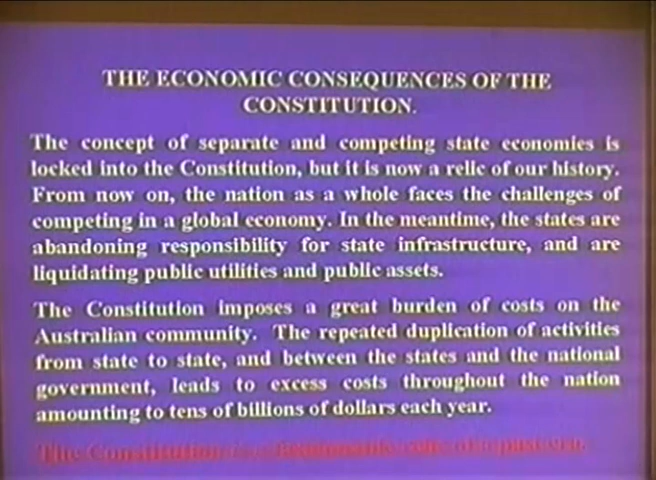 THE ECONOMIC CONSEQUENCES OF THE
CONSTITUTION.
The concept of separate and competing state economies is
locked into the Constitution, but it is now a relic of our history.
From now on, the nation as a whole faces the challenges of
competing in a global economy. In the meantime, the states are
abandoning responsibility for state infrastructure, and are
liquidating public utilities and public assets.
The Constitution imposes a great burden of costs on the
Australian community. The repeated duplication of activities
from state to state, and between the states and the national
government, leads to excess costs throughout the nation
amounting to tens of billions of dollars each year.
The Constitution is a relic of a past era.